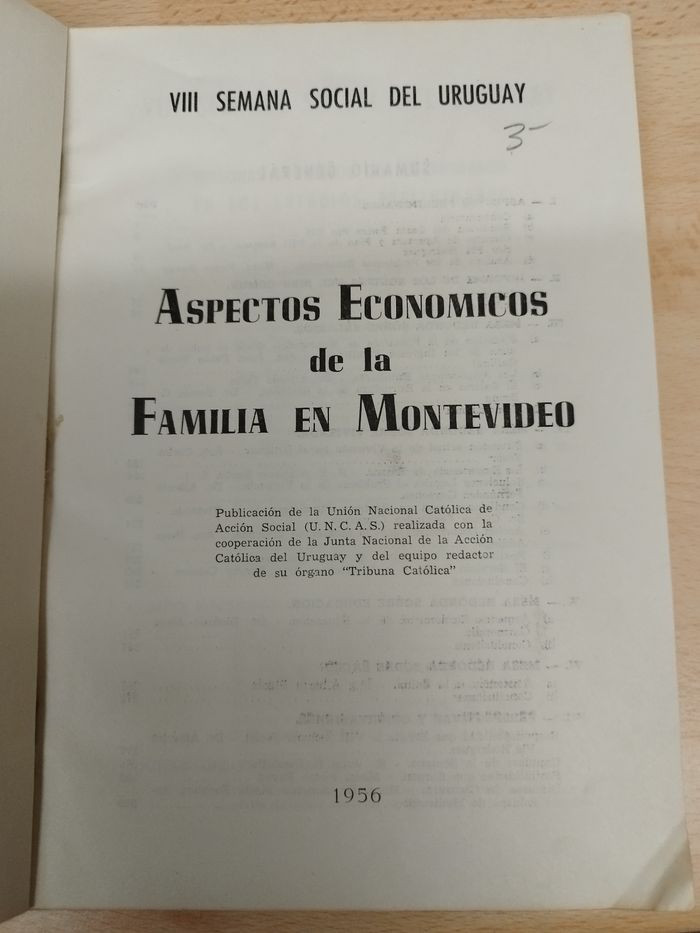 VIII SEMANA SOCIAL DEL URUGUAY
3-
ASPECTOS ECONOMICOS
de la
FAMILIA EN MONTEVIDEO
Publicación de la Unión Nacional Católica de
Acción Social (U.N.C.A.S.) realizada con la
cooperación de la Junta Nacional de la Acción
Católica del Uruguay y del equipo redactor
de su órgano "Tribuna Católica"
1956